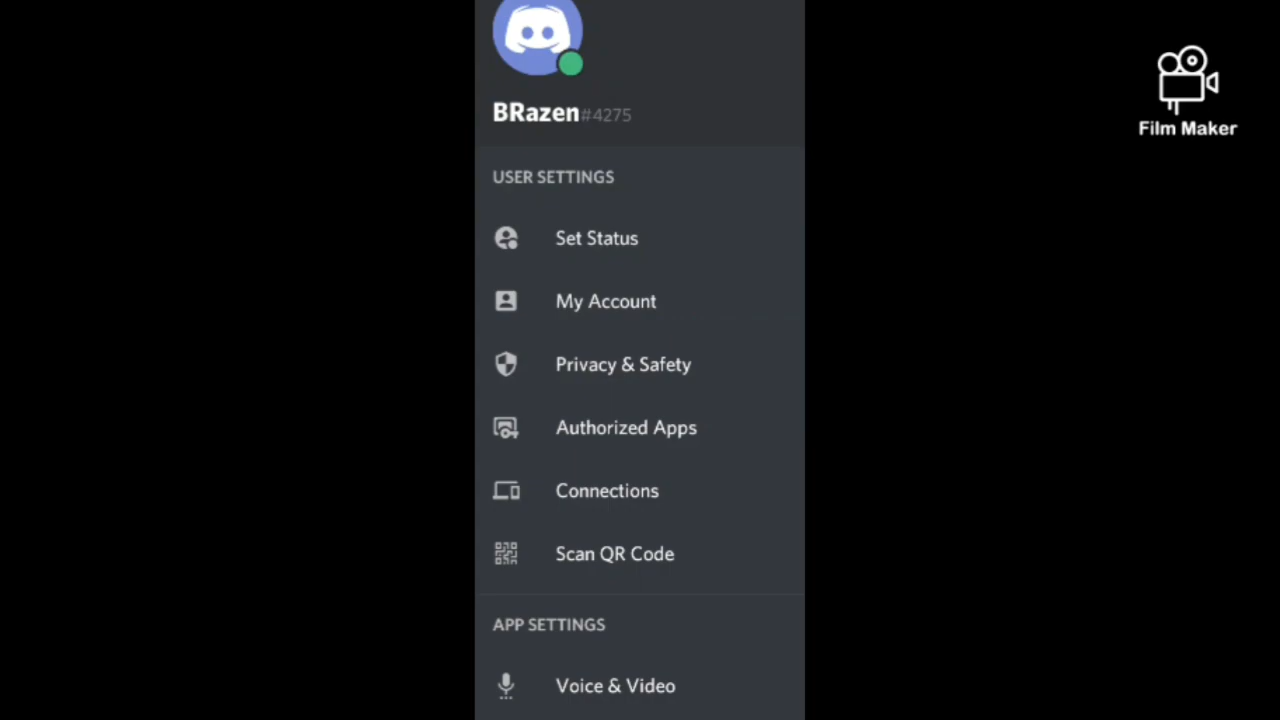 BRazen#4275
Film Maker
USER SETTINGS
Set Status
My Account
Privacy & Safety
Authorized Apps
Connections
Scan QR Code
APP SETTINGS
Voice & Video